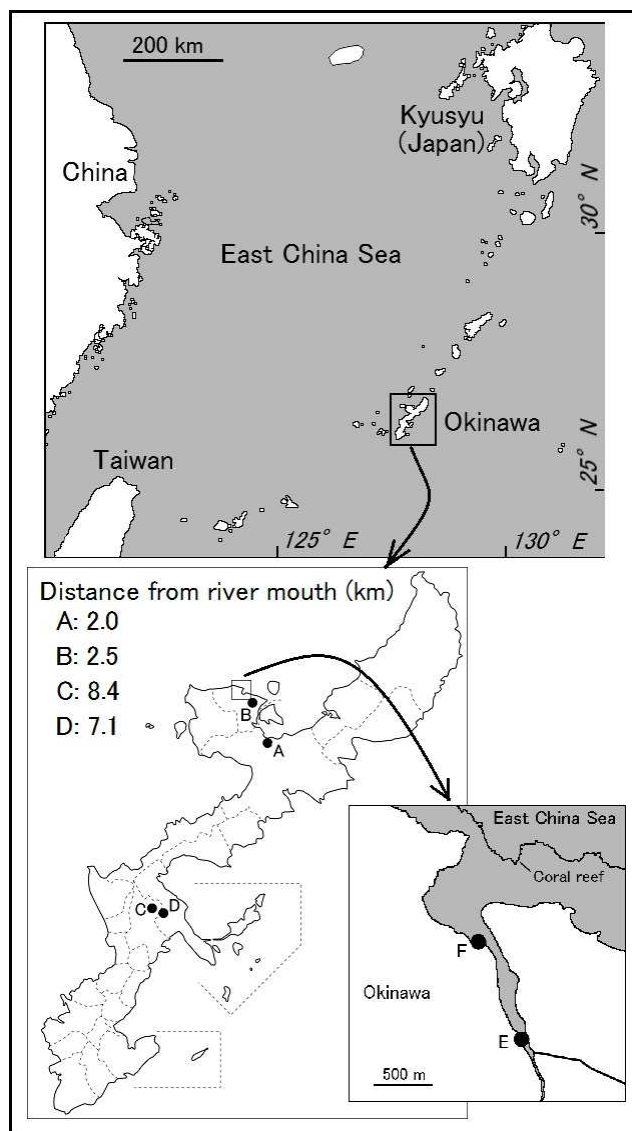 200 km
Kyusyu
(Japan)
China
30° N
East China Sea
Okinawa
25° N
Taiwan
125° E
130° E
Distance from river mouth (km)
A: 2.0
B: 2.5
C: 8.4
D: 7.1
B
A
C
D
East China Sea
Coral reef
F
Okinawa
E
500 m